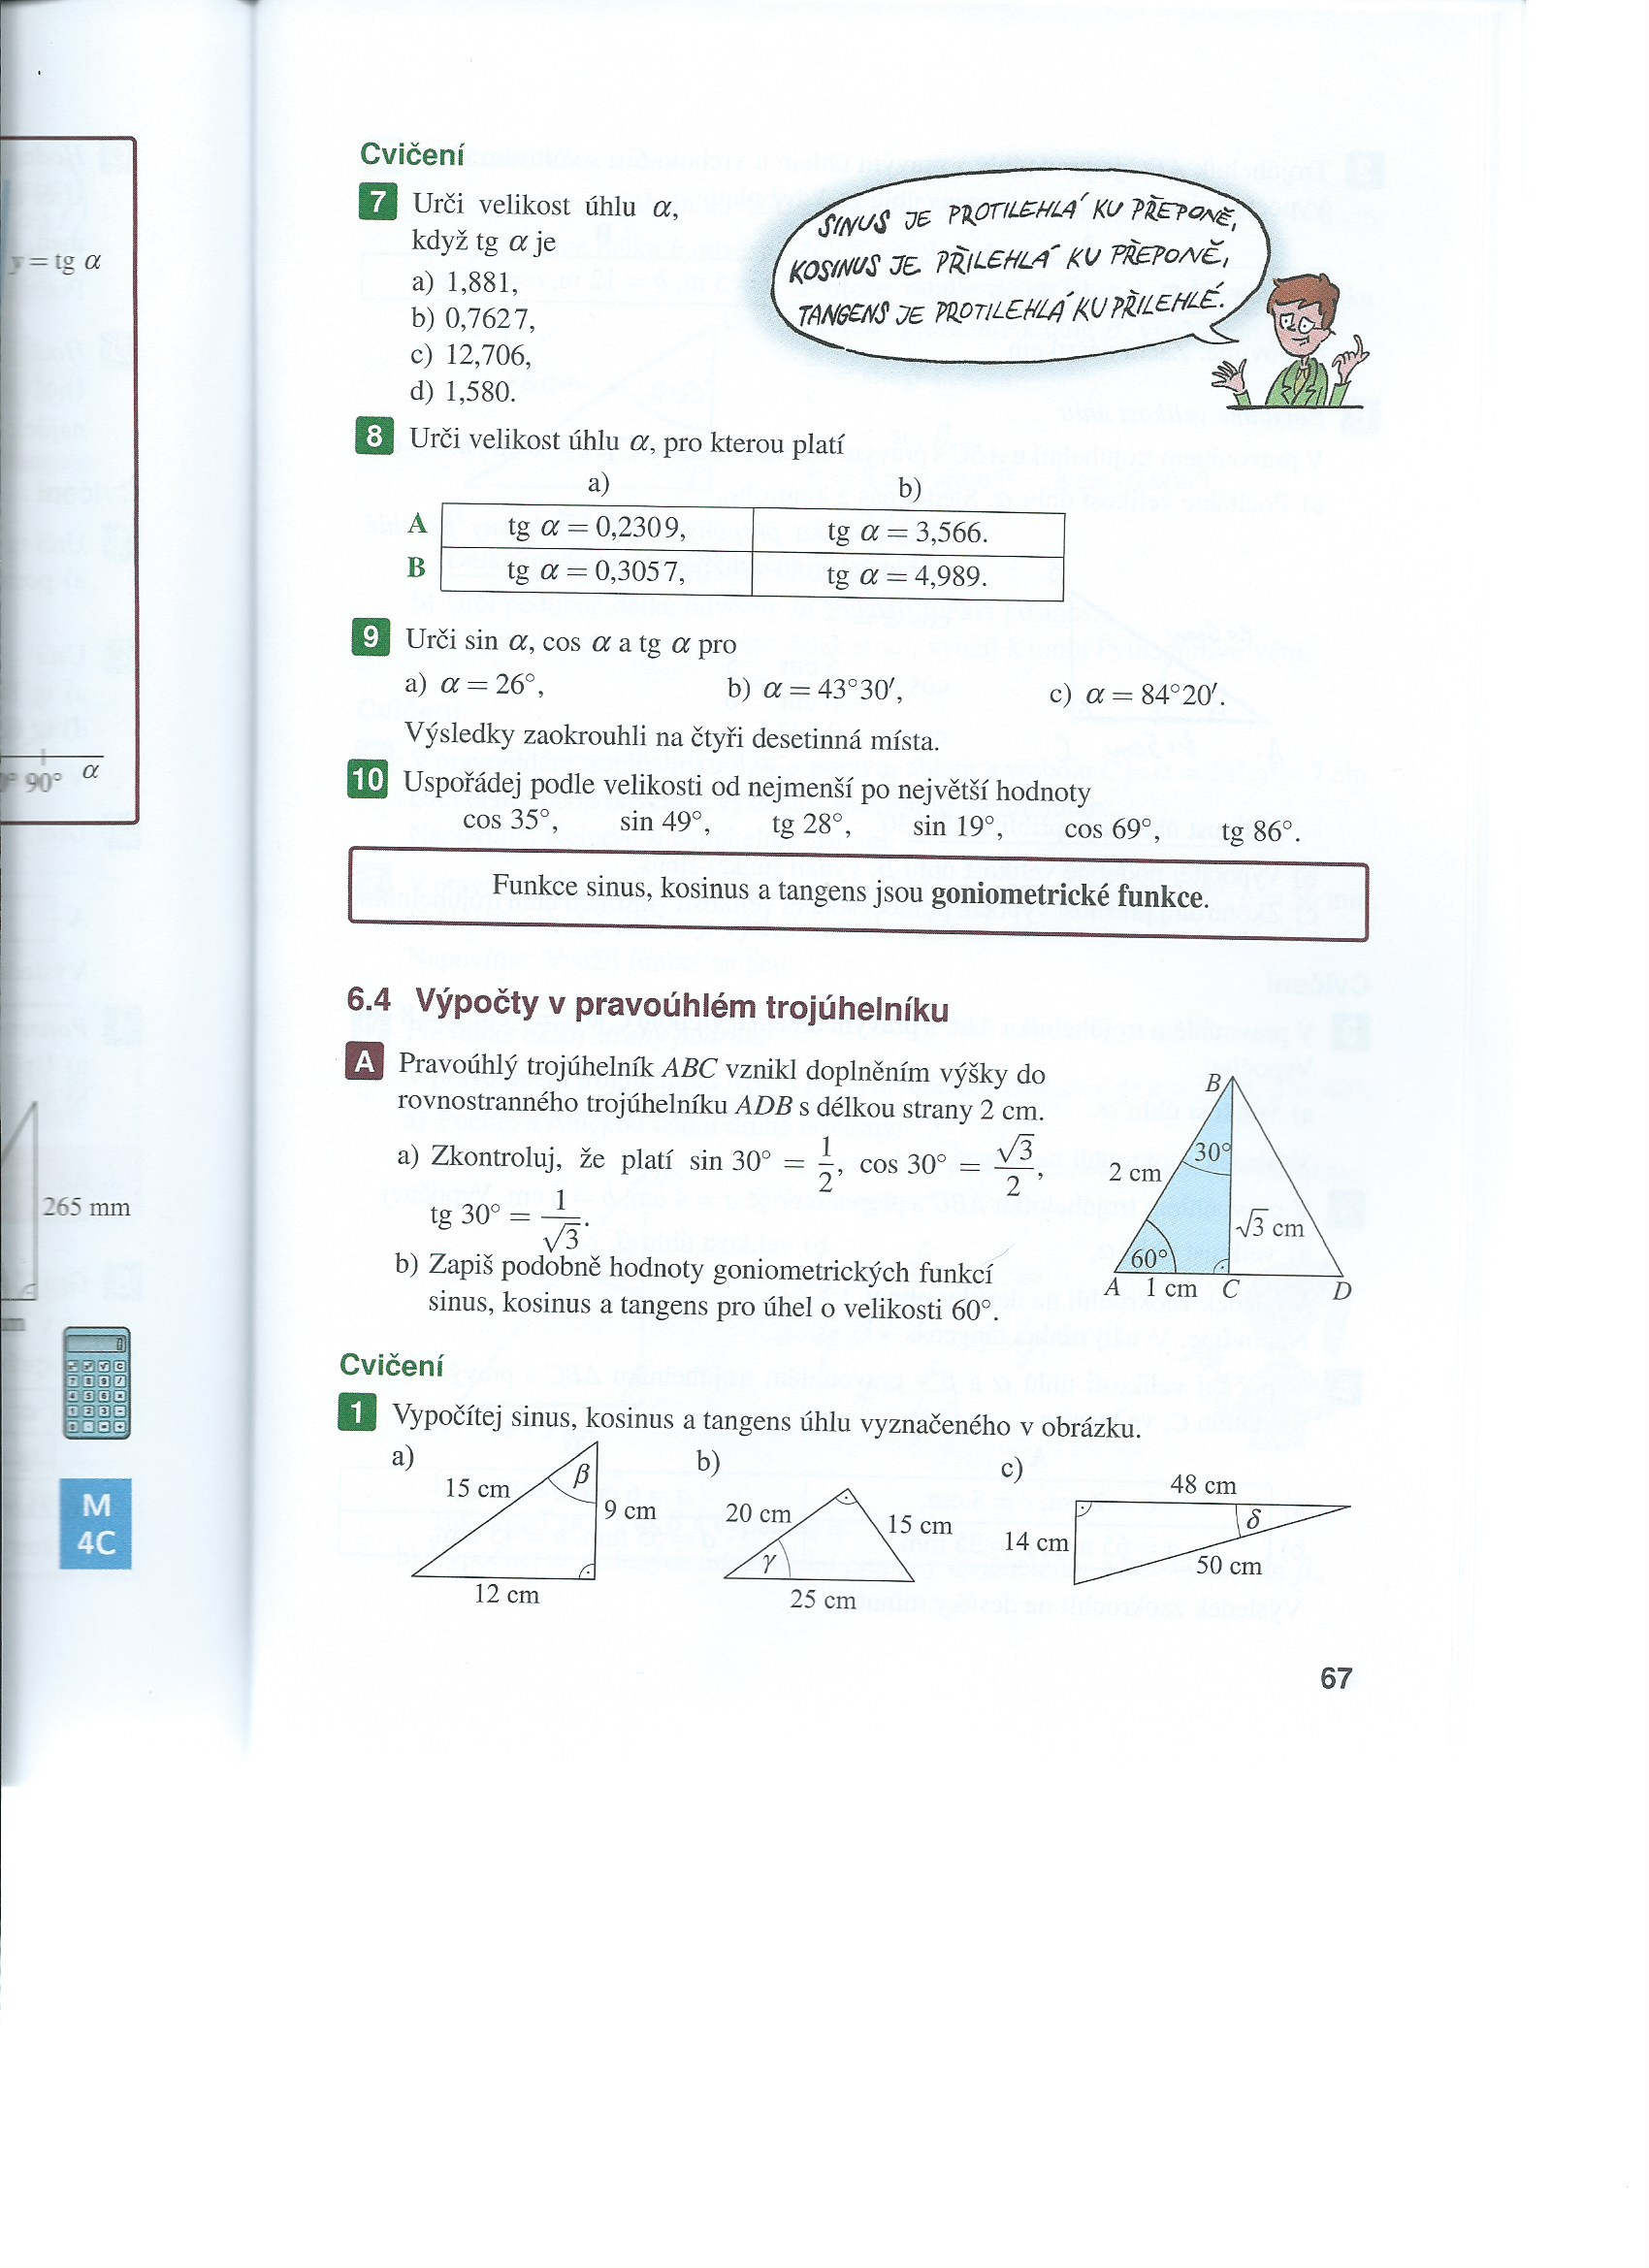 Cvičení
7 Urči velikost úhlu α,
když tg α je
a) 1,881,
b) 0,7627,
c) 12,706,
d) 1,580.
SINUS JE PROTILEHLÁ KU PŘEPONĚ,
KOSINUS JE PŘILEHLÁ KU PŘEPONĚ,
TANGENS JE PROTILEHLÁ KU PŘILEHLÉ.
8 Urči velikost úhlu α, pro kterou platí
a) b)
A tg α = 0,2309, tg α = 3,566.
B tg α = 0,3057, tg α = 4,989.
9 Urči sin α, cos α a tg α pro
a) α = 26°, b) α = 43°30′, c) α = 84°20′.
Výsledky zaokrouhli na čtyři desetinná místa.
10 Uspořádej podle velikosti od nejmenší po největší hodnoty
cos 35°, sin 49°, tg 28°, sin 19°, cos 69°, tg 86°.
Funkce sinus, kosinus a tangens jsou goniometrické funkce.
6.4 Výpočty v pravoúhlém trojúhelníku
A Pravoúhlý trojúhelník ABC vznikl doplněním výšky do
rovnostranného trojúhelníku ADB s délkou strany 2 cm.
a) Zkontroluj, že platí sin 30° = 1/2, cos 30° = √3/2,
tg 30° = 1/√3.
b) Zapiš podobně hodnoty goniometrických funkcí
sinus, kosinus a tangens pro úhel o velikosti 60°.
B
30°
2 cm
√3 cm
60°
A 1 cm C D
Cvičení
1 Vypočítej sinus, kosinus a tangens úhlu vyznačeného v obrázku.
a) b) c)
15 cm β 9 cm 12 cm
20 cm 15 cm γ 25 cm
48 cm δ 14 cm 50 cm
67
y = tg α
90° α
265 mm
M
4C